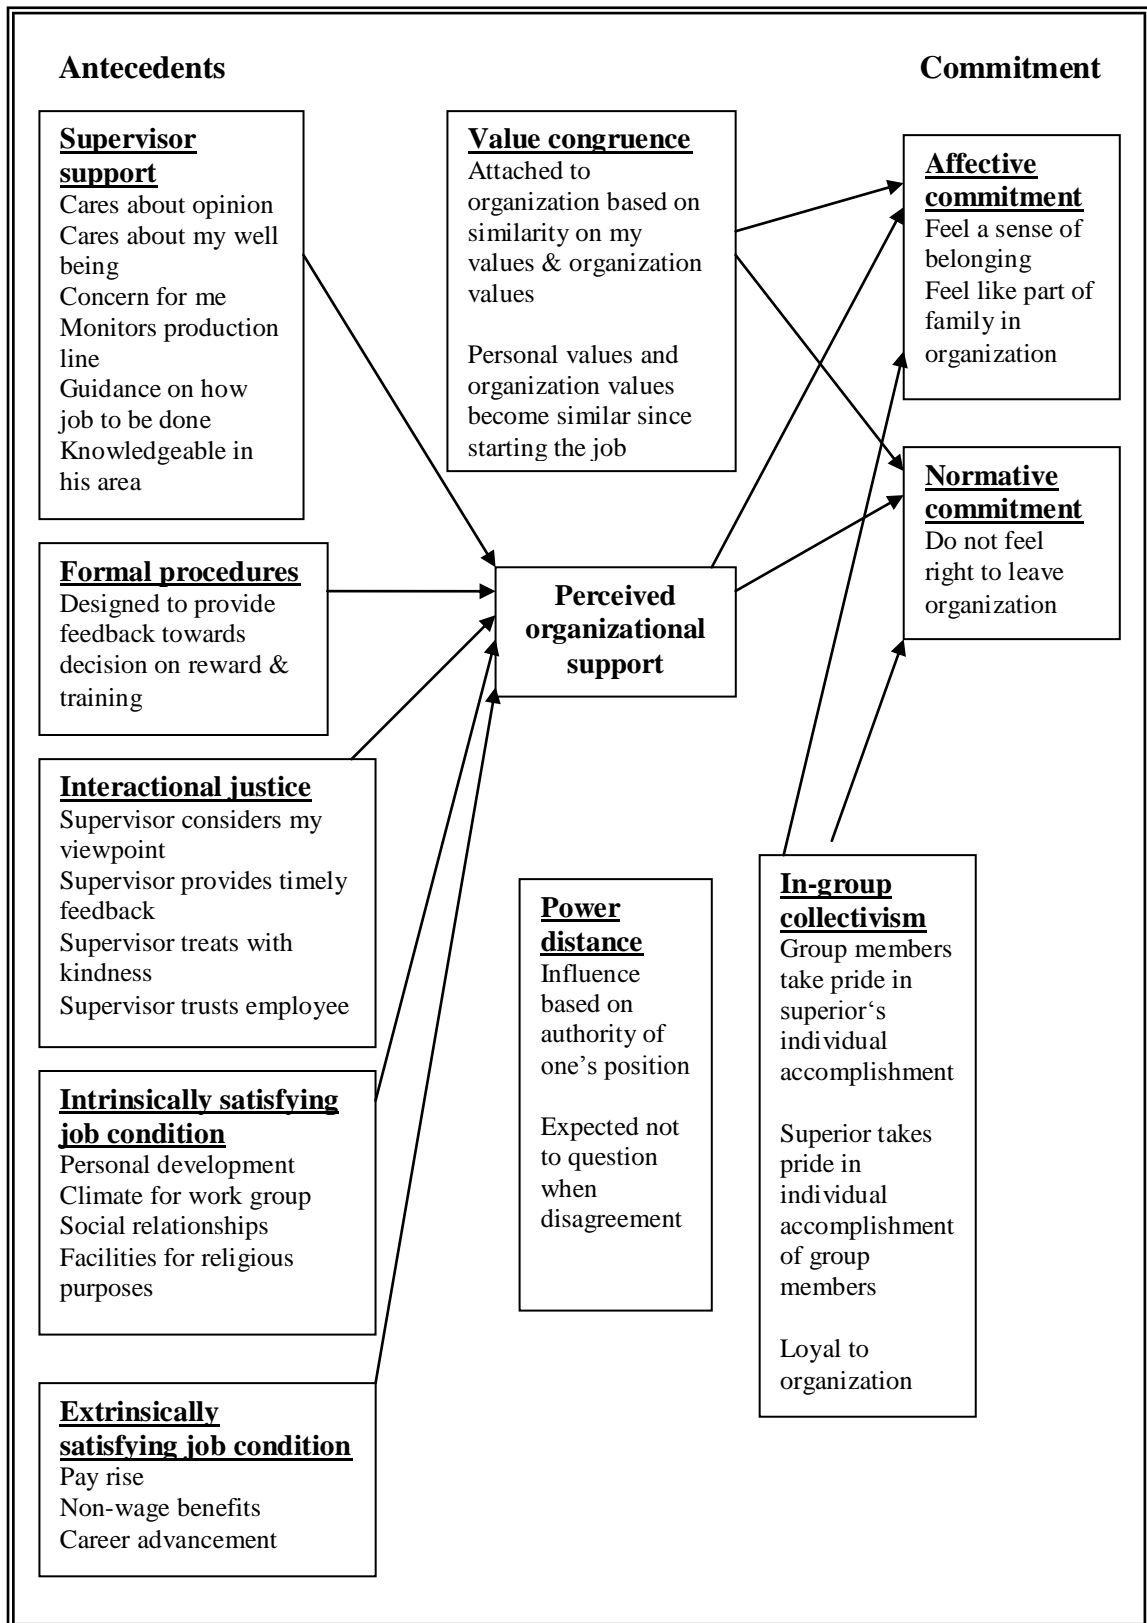 Antecedents
Commitment
Supervisor
support
Cares about opinion
Cares about my well
being
Concern for me
Monitors production
line
Guidance on how
job to be done
Knowledgeable in
his area
Formal procedures
Designed to provide
feedback towards
decision on reward &
training
Interactional justice
Supervisor considers my
viewpoint
Supervisor provides timely
feedback
Supervisor treats with
kindness
Supervisor trusts employee
Intrinsically satisfying
job condition
Personal development
Climate for work group
Social relationships
Facilities for religious
purposes
Extrinsically
satisfying job condition
Pay rise
Non-wage benefits
Career advancement
Value congruence
Attached to
organization based on
similarity on my
values & organization
values
Personal values and
organization values
become similar since
starting the job
Perceived
organizational
support
Power
distance
Influence
based on
authority of
one’s position
Expected not
to question
when
disagreement
In-group
collectivism
Group members
take pride in
superior‘s
individual
accomplishment
Superior takes
pride in
individual
accomplishment
of group
members
Loyal to
organization
Affective
commitment
Feel a sense of
belonging
Feel like part of
family in
organization
Normative
commitment
Do not feel
right to leave
organization